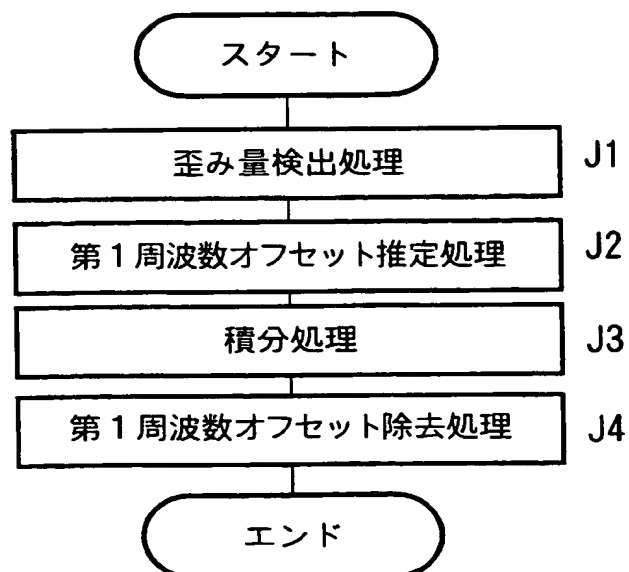 スタート
歪み量検出処理 J1
第1周波数オフセット推定処理 J2
積分処理 J3
第1周波数オフセット除去処理 J4
エンド